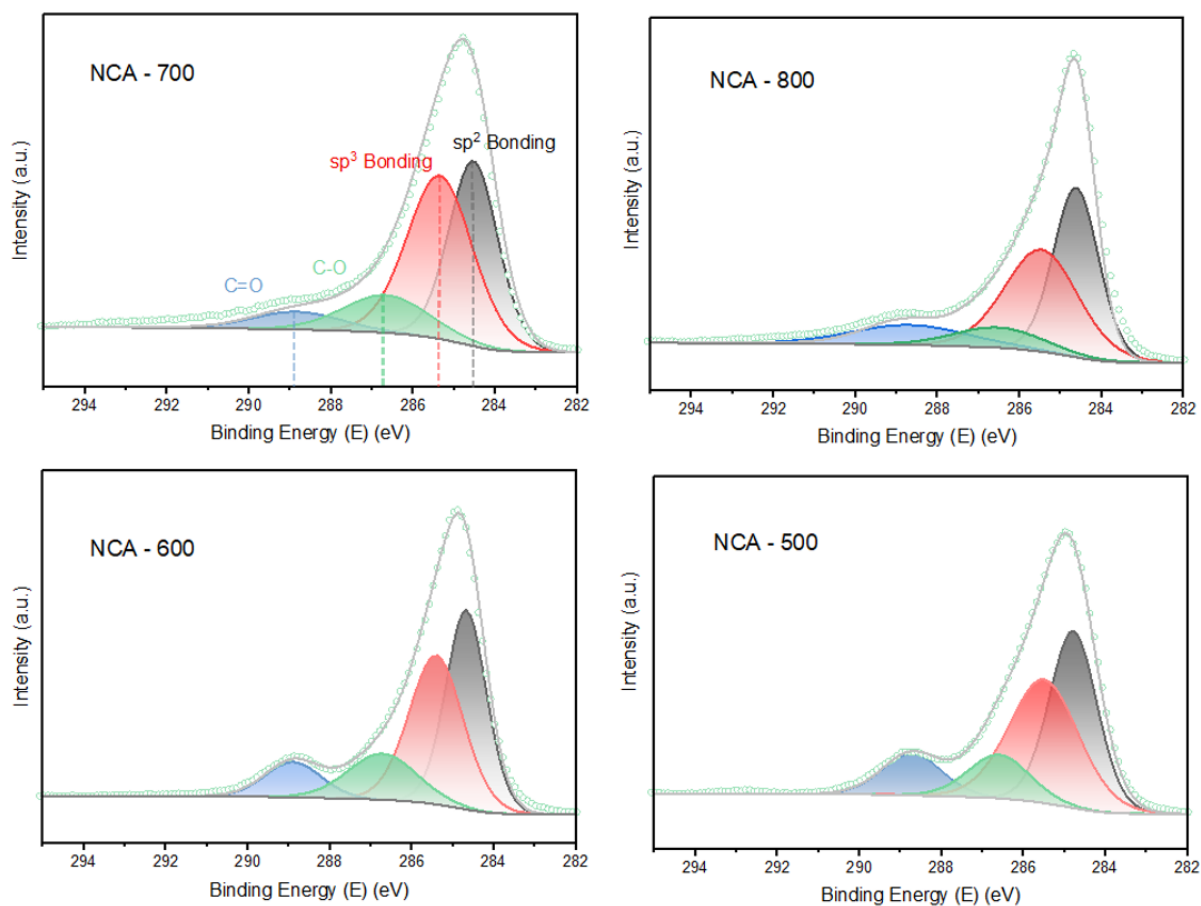 NCA - 700
sp³ Bonding
sp² Bonding
C=O
C-O
Intensity (a.u.)
294 292 290 288 286 284 282
Binding Energy (E) (eV)
NCA - 800
Intensity (a.u.)
294 292 290 288 286 284 282
Binding Energy (E) (eV)
NCA - 600
Intensity (a.u.)
294 292 290 288 286 284 282
Binding Energy (E) (eV)
NCA - 500
Intensity (a.u.)
294 292 290 288 286 284 282
Binding Energy (E) (eV)